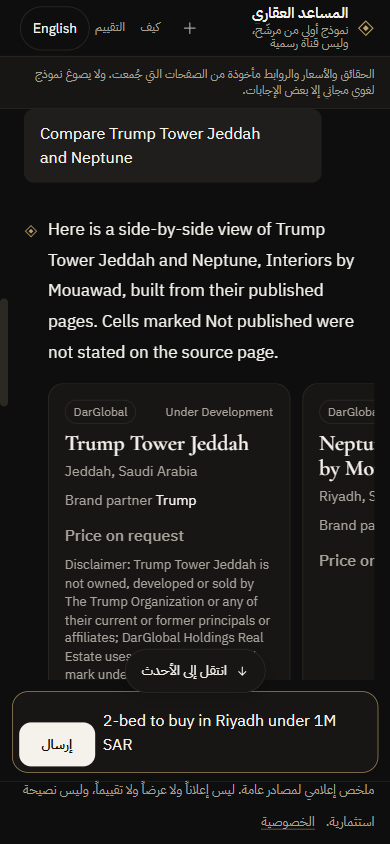 المساعد العقاري
نموذج أولي من مرشّح،
وليس قناة رسمية
كيف
التقييم
English
الحقائق والأسعار والروابط مأخوذة من الصفحات التي جُمعت. ولا يصوغ نموذج
لغوي مجاني إلا بعض الإجابات.
Compare Trump Tower Jeddah
and Neptune
Here is a side-by-side view of Trump
Tower Jeddah and Neptune, Interiors by
Mouawad, built from their published
pages. Cells marked Not published were
not stated on the source page.
DarGlobal
Under Development
Trump Tower Jeddah
Jeddah, Saudi Arabia
Brand partner Trump
Price on request
Disclaimer: Trump Tower Jeddah is
not owned, developed or sold by
The Trump Organization or any of
their current or former principals or
affiliates; DarGlobal Holdings Real
Estate uses
mark unde
DarGloba
Neptu
by Mo
Riyadh, S
Brand pa
Price or
انتقل إلى الأحدث
2-bed to buy in Riyadh under 1M
SAR
إرسال
ملخص إعلامي لمصادر عامة. ليس إعلاناً ولا عرضاً ولا تقييماً، وليس نصيحة
استثمارية. الخصوصية